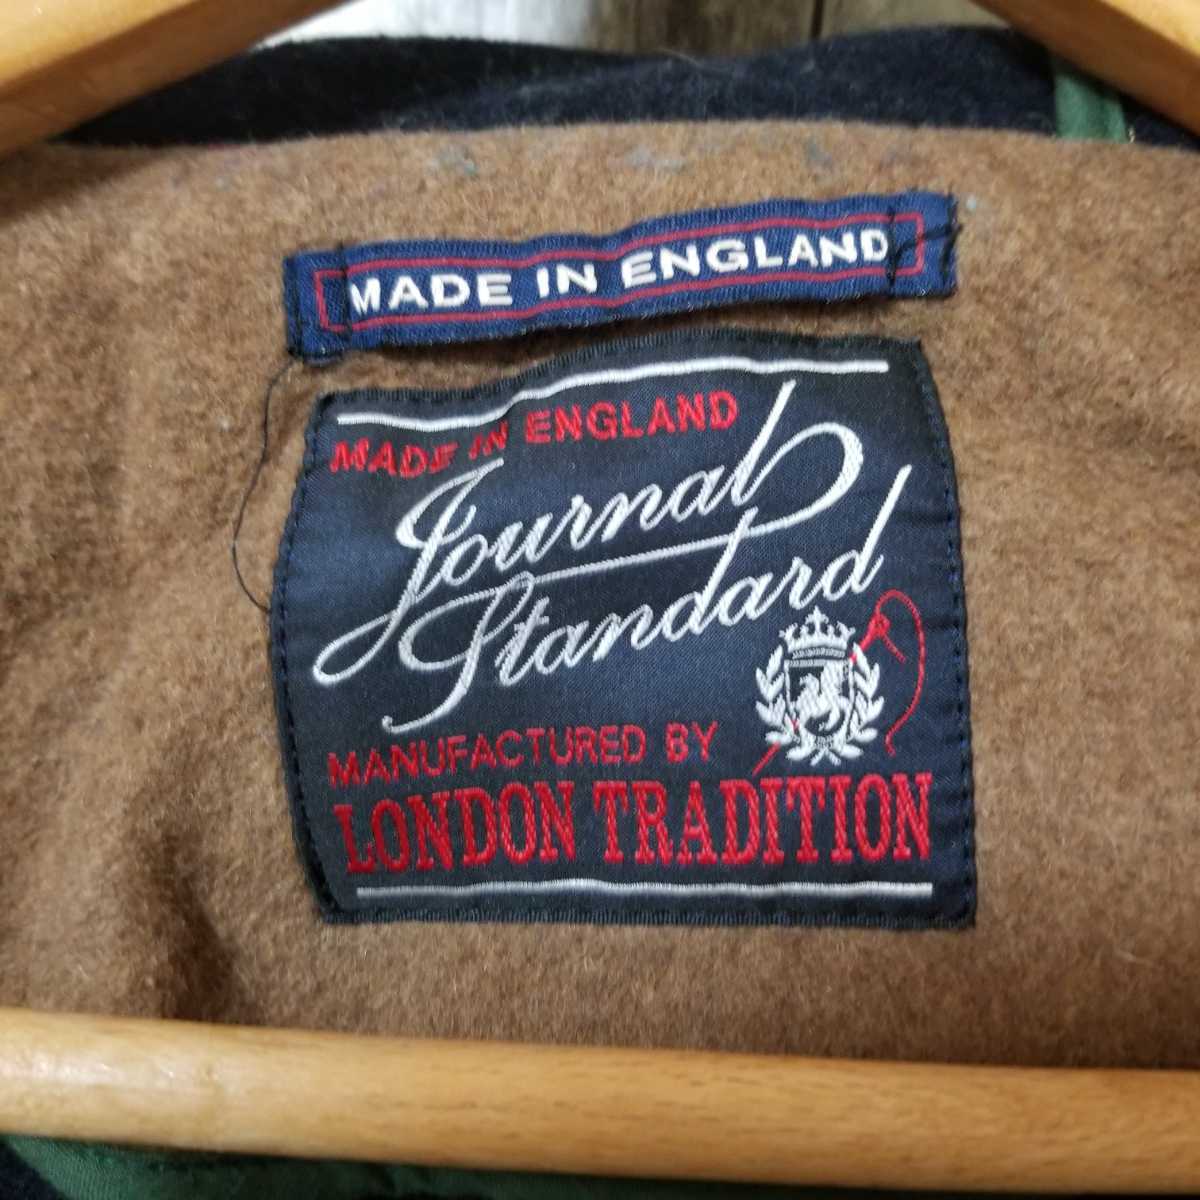 MADE IN ENGLAND
MADE IN ENGLAND
Journal
Standard
MANUFACTURED BY
LONDON TRADITION